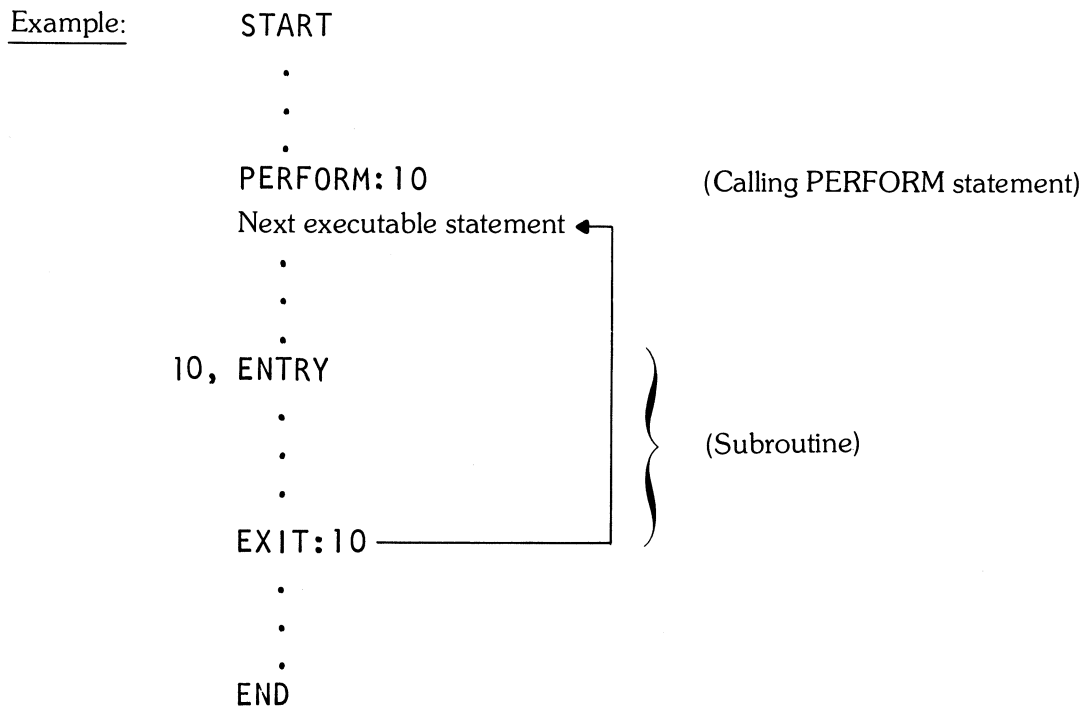 Example: START
.
.
.
PERFORM:10 (Calling PERFORM statement)
Next executable statement
.
.
.
10, ENTRY
.
.
.
(Subroutine)
EXIT:10
.
.
.
END